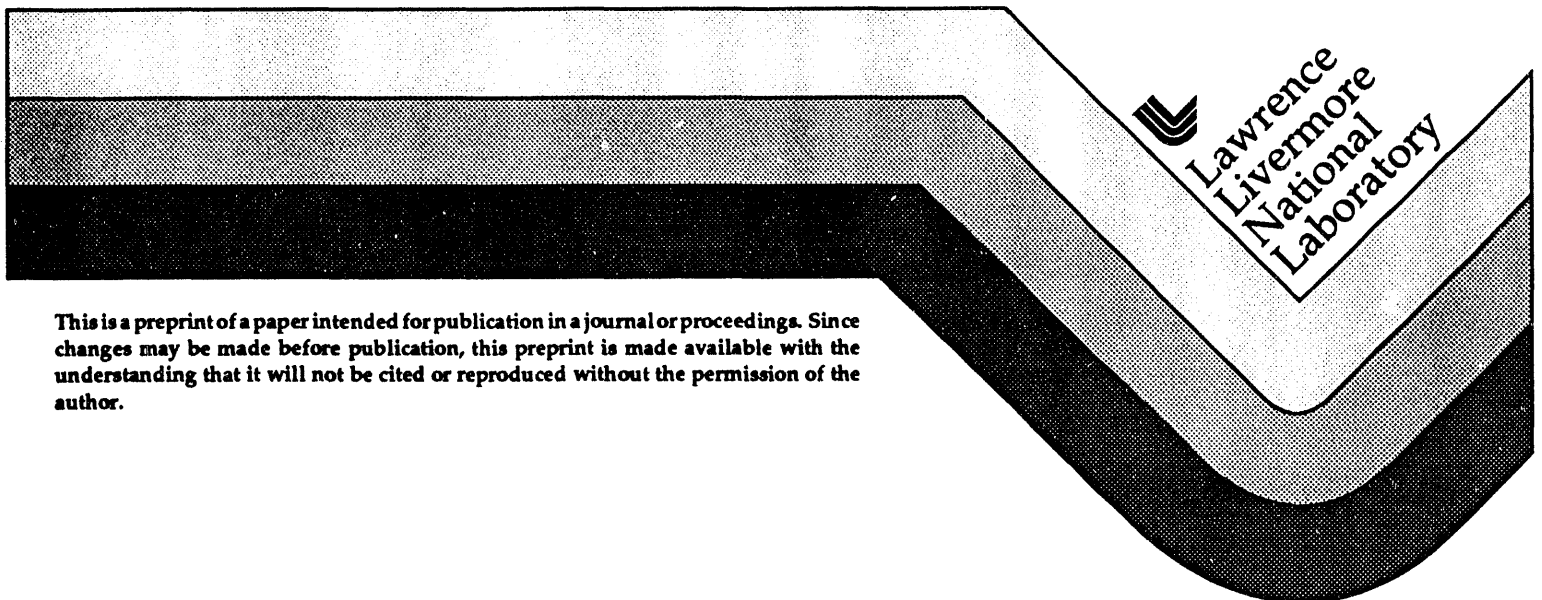 Lawrence
Livermore
National
Laboratory
This is a preprint of a paper intended for publication in a journal or proceedings. Since
changes may be made before publication, this preprint is made available with the
understanding that it will not be cited or reproduced without the permission of the
author.